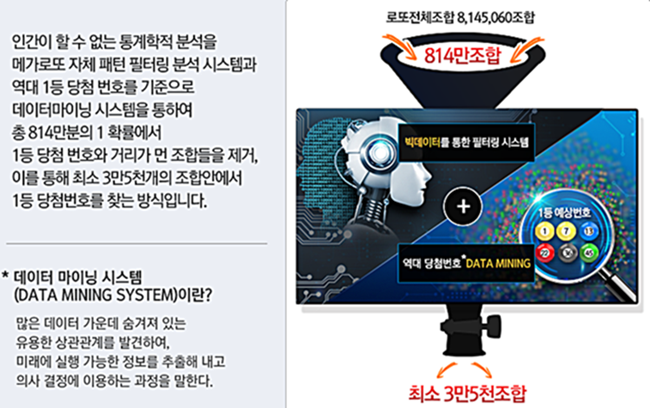 인간이 할 수 없는 통계학적 분석을
메가로또 자체 패턴 필터링 분석 시스템과
역대 1등 당첨 번호를 기준으로
데이터마이닝 시스템을 통하여
총 814만분의 1 확률에서
1등 당첨 번호와 거리가 먼 조합들을 제거,
이를 통해 최소 3만5천개의 조합안에서
1등 당첨번호를 찾는 방식입니다.
* 데이터 마이닝 시스템
(DATA MINING SYSTEM)이란?
많은 데이터 가운데 숨겨져 있는
유용한 상관관계를 발견하여,
미래에 실행 가능한 정보를 추출해 내고
의사 결정에 이용하는 과정을 말한다.
로또전체조합 8,145,060조합
814만조합
빅데이터를 통한 필터링 시스템
+
역대 당첨번호 *DATA MINING
1등 예상번호
1 7
최소 3만5천조합